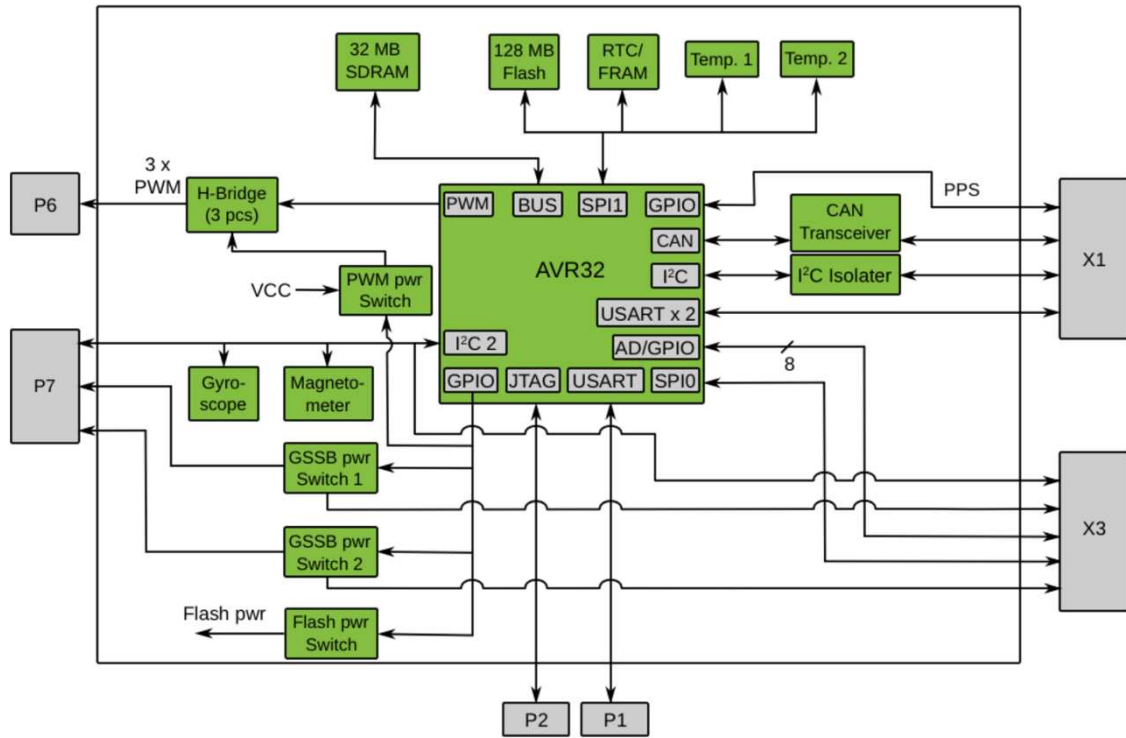 32 MB
SDRAM
128 MB
Flash
RTC/
FRAM
Temp. 1
Temp. 2
3 x
PWM
P6
H-Bridge
(3 pcs)
PWM
BUS
SPI1
GPIO
PPS
CAN
Transceiver
X1
CAN
AVR32
I²C
I²C Isolater
VCC
PWM pwr
Switch
USART x 2
I²C 2
AD/GPIO
8
P7
Gyro-
scope
Magneto-
meter
GPIO
JTAG
USART
SPI0
GSSB pwr
Switch 1
X3
GSSB pwr
Switch 2
Flash pwr
Flash pwr
Switch
P2
P1